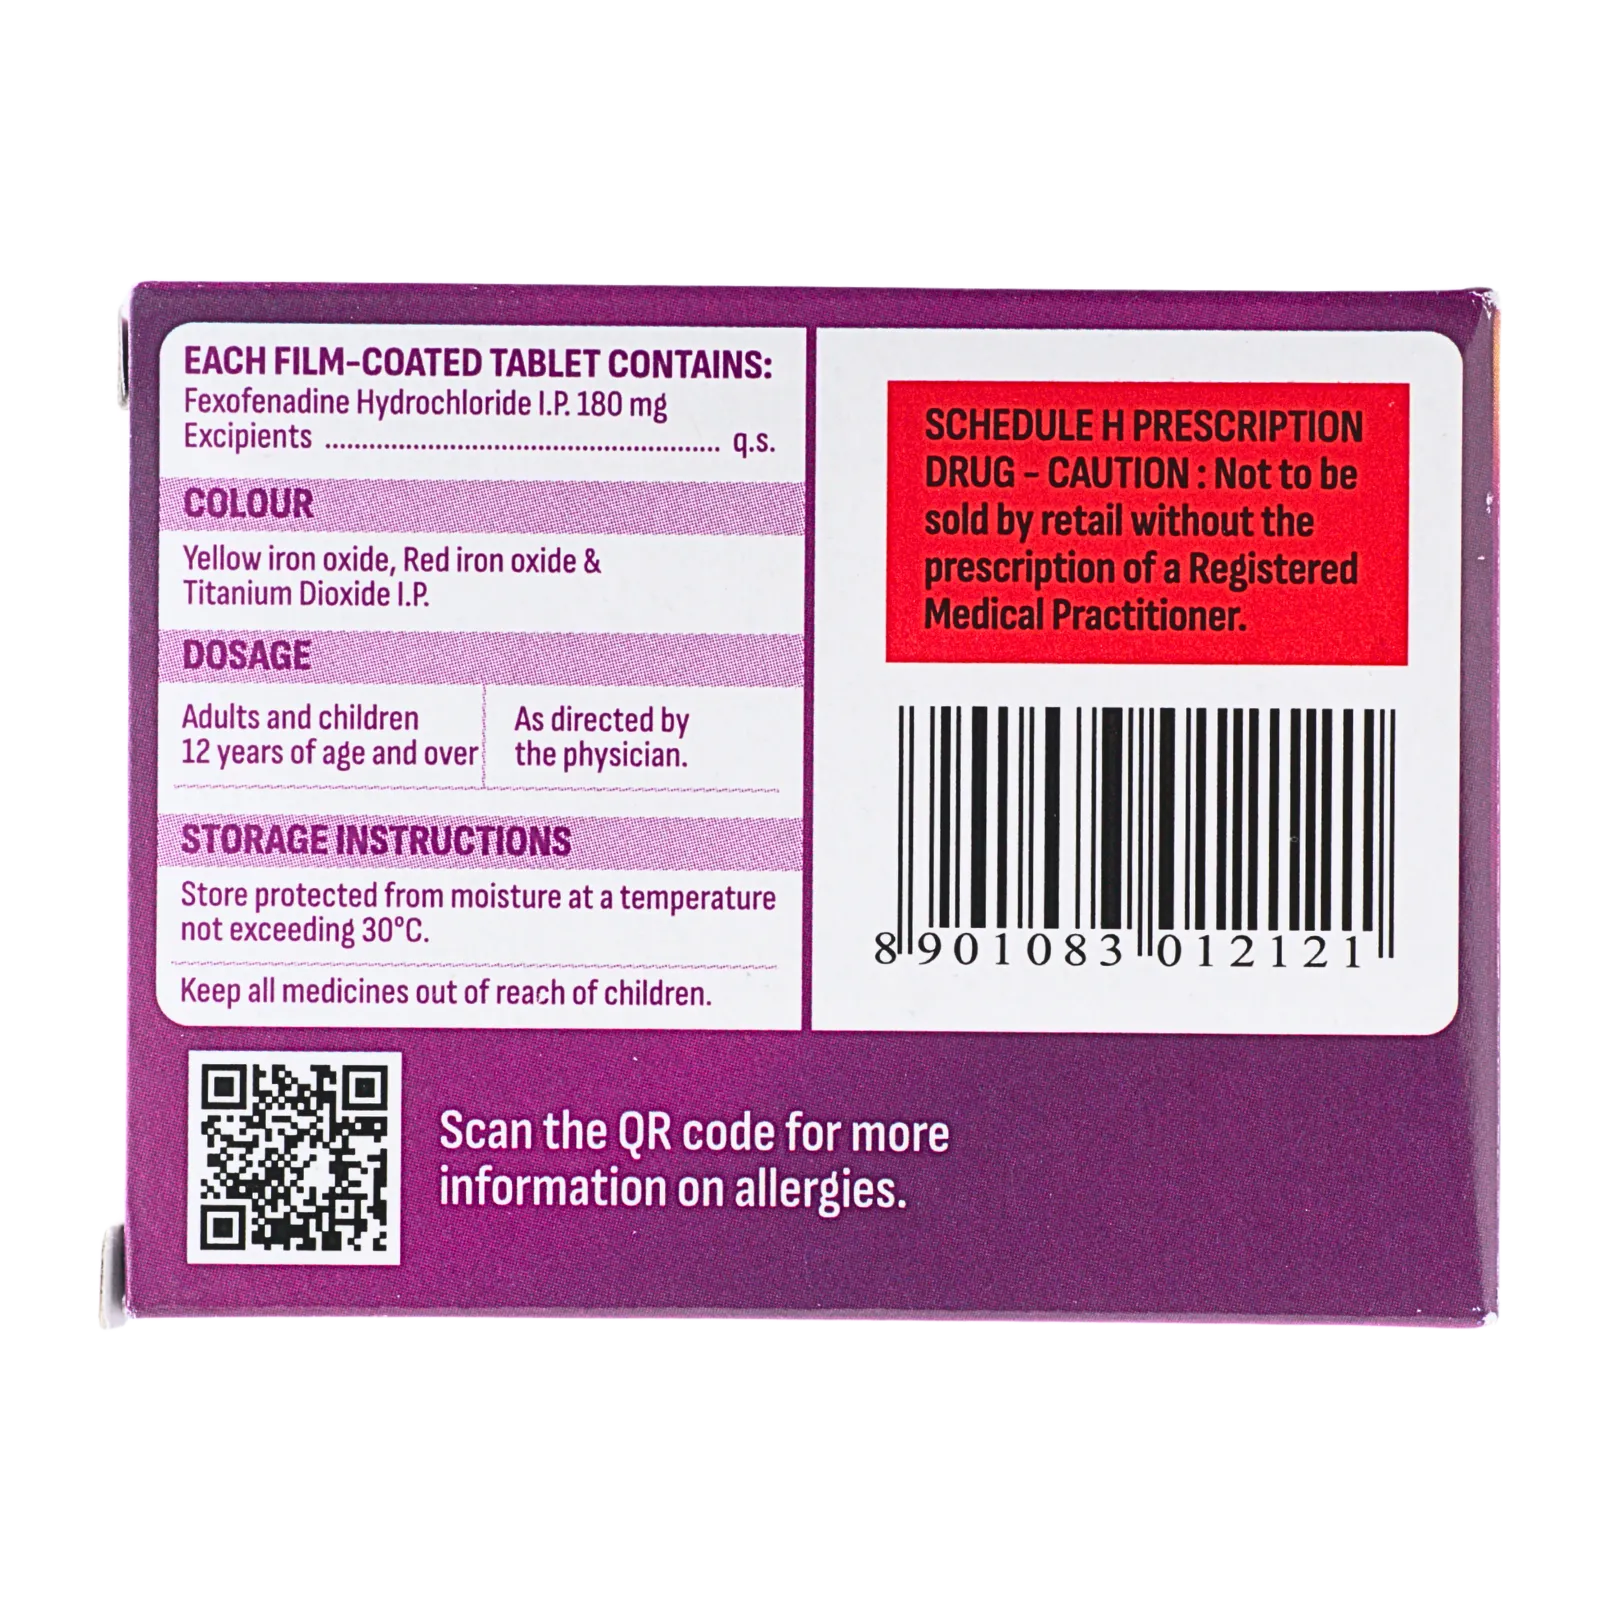 EACH FILM-COATED TABLET CONTAINS:
Fexofenadine Hydrochloride I.P. 180 mg
Excipients ..................................................... q.s.
COLOUR
Yellow iron oxide, Red iron oxide &
Titanium Dioxide I.P.
DOSAGE
Adults and children
12 years of age and over
As directed by
the physician.
STORAGE INSTRUCTIONS
Store protected from moisture at a temperature
not exceeding 30°C.
Keep all medicines out of reach of children.
SCHEDULE H PRESCRIPTION
DRUG - CAUTION : Not to be
sold by retail without the
prescription of a Registered
Medical Practitioner.
8 901083 012121
Scan the QR code for more
information on allergies.